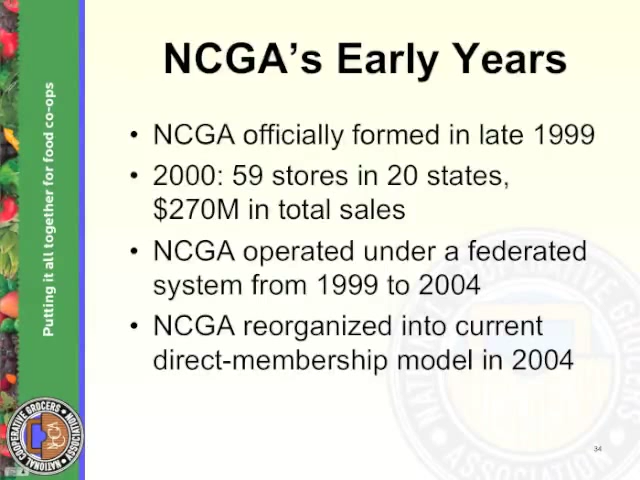 NCGA's Early Years
• NCGA officially formed in late 1999
• 2000: 59 stores in 20 states,
$270M in total sales
• NCGA operated under a federated
system from 1999 to 2004
• NCGA reorganized into current
direct-membership model in 2004
34
Putting it all together for food co-ops
NATIONAL COOPERATIVE GROCERS ASSOCIATION
NCGA